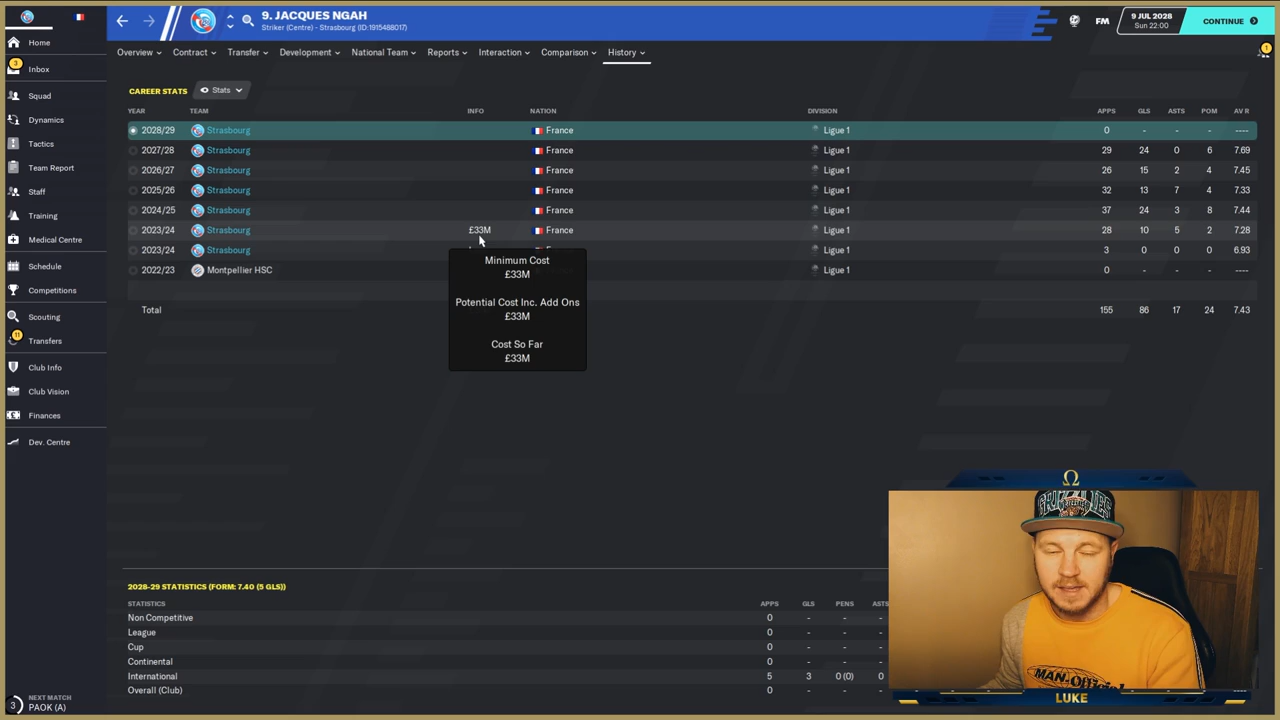 9. JACQUES NGAH
Striker (Centre) - Strasbourg (ID:1915488017)
FM
9 JUL 2028
Sun 22:00
CONTINUE
Home
3
Inbox
Squad
Dynamics
Tactics
Team Report
Staff
Training
Medical Centre
Schedule
Competitions
Scouting
11
Transfers
Club Info
Club Vision
Finances
Dev. Centre
3
NEXT MATCH
PAOK (A)
Overview Contract Transfer Development National Team Reports Interaction Comparison History
1
CAREER STATS Stats
YEAR TEAM INFO NATION DIVISION APPS GLS ASTS POM AV R
2028/29 Strasbourg France Ligue 1 0 - - - ----
2027/28 Strasbourg France Ligue 1 29 24 0 6 7.69
2026/27 Strasbourg France Ligue 1 26 15 2 4 7.45
2025/26 Strasbourg France Ligue 1 32 13 7 4 7.33
2024/25 Strasbourg France Ligue 1 37 24 3 8 7.44
2023/24 Strasbourg £33M France Ligue 1 28 10 5 2 7.28
2023/24 Strasbourg Ligue 1 3 0 0 0 6.93
2022/23 Montpellier HSC Ligue 1 0 - - - ----
Total 155 86 17 24 7.43
Minimum Cost
£33M
Potential Cost Inc. Add Ons
£33M
Cost So Far
£33M
2028-29 STATISTICS (FORM: 7.40 (5 GLS))
STATISTICS APPS GLS PENS ASTS
Non Competitive 0 - - -
League 0 - - -
Cup 0 - - -
Continental 0 - - -
International 5 3 0 (0) 0
Overall (Club) 0 - - -
Ω
GRIZZLIES
MAN-Official
LUKE